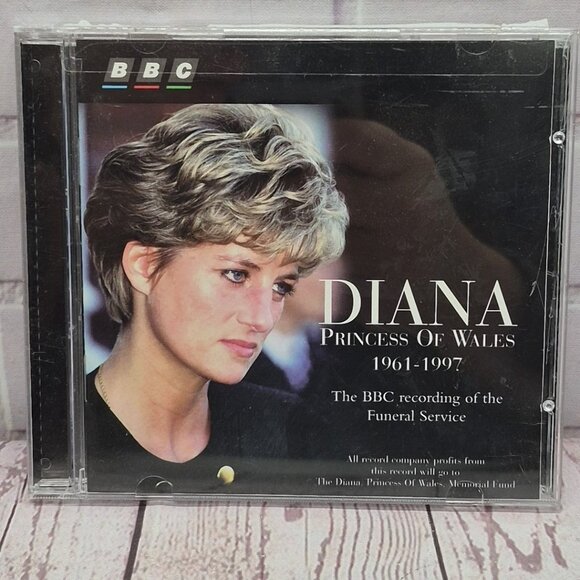 BBC
DIANA
PRINCESS OF WALES
1961-1997
The BBC recording of the
Funeral Service
All record company profits from
this record will go to
The Diana, Princess Of Wales, Memorial Fund